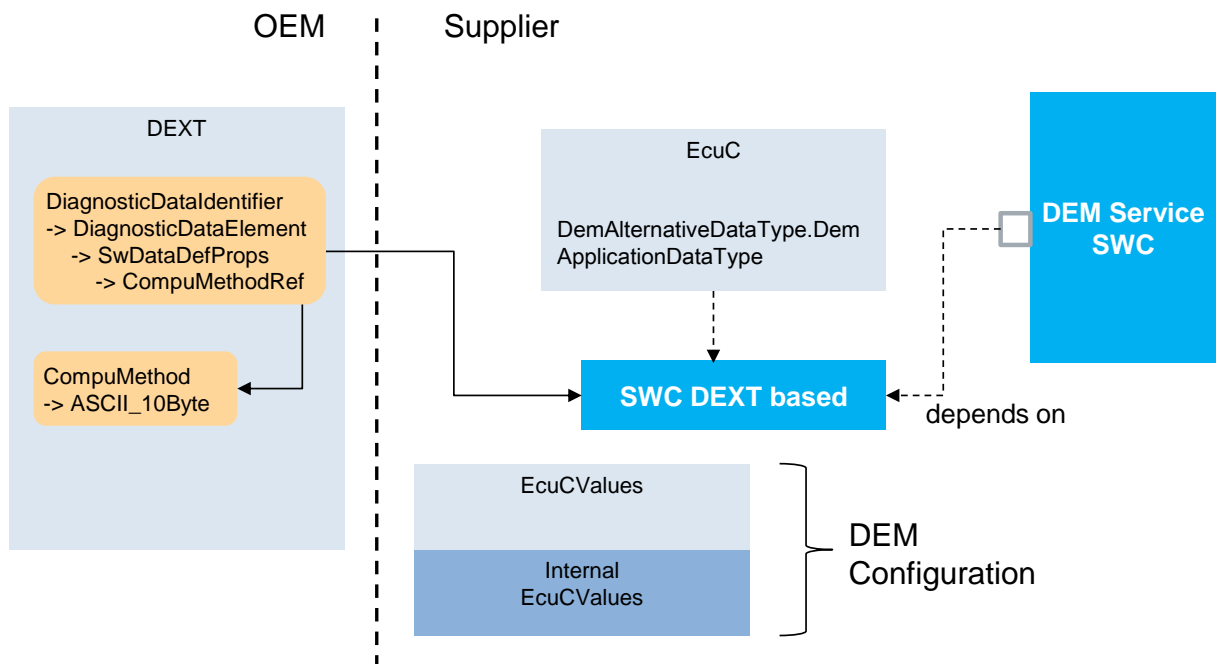 OEM
Supplier
DEXT
DiagnosticDataIdentifier
-> DiagnosticDataElement
-> SwDataDefProps
-> CompuMethodRef
CompuMethod
-> ASCII_10Byte
EcuC
DemAlternativeDataType.Dem
ApplicationDataType
DEM Service
SWC
SWC DEXT based
depends on
EcuCValues
Internal
EcuCValues
DEM
Configuration